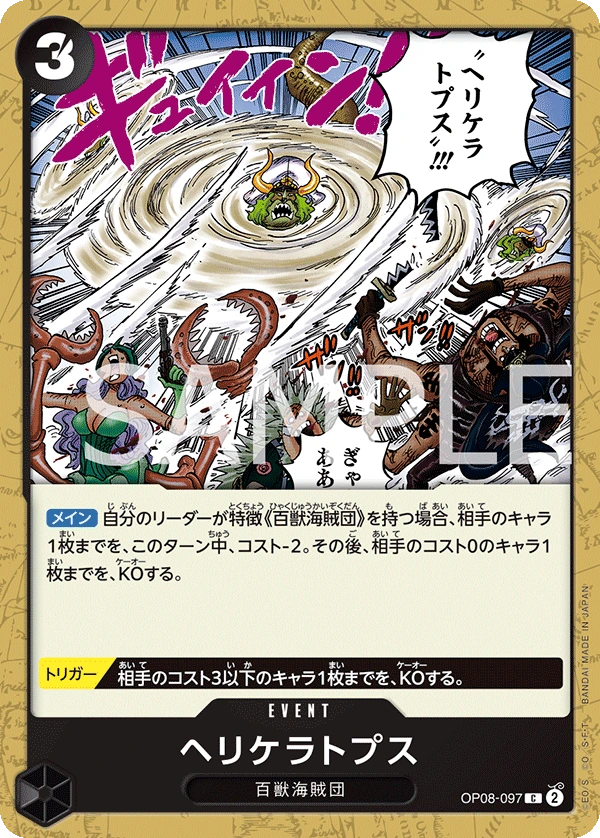 LICHES EIS MEER
3
ギュイイン!
"ヘリケラ
トプス"!!!
ザン!!
ザン!!
ぎゃ
ああ
SAMPLE
メイン 自分のリーダーが特徴《百獣海賊団》を持つ場合、相手のキャラ
1枚までを、このターン中、コスト-2。その後、相手のコスト0のキャラ1
枚までを、KOする。
トリガー 相手のコスト3以下のキャラ1枚までを、KOする。
EVENT
ヘリケラトプス
百獣海賊団
OP08-097 C 2
©E.O. ©O. S・F・T BANDAI MADE IN JAPAN